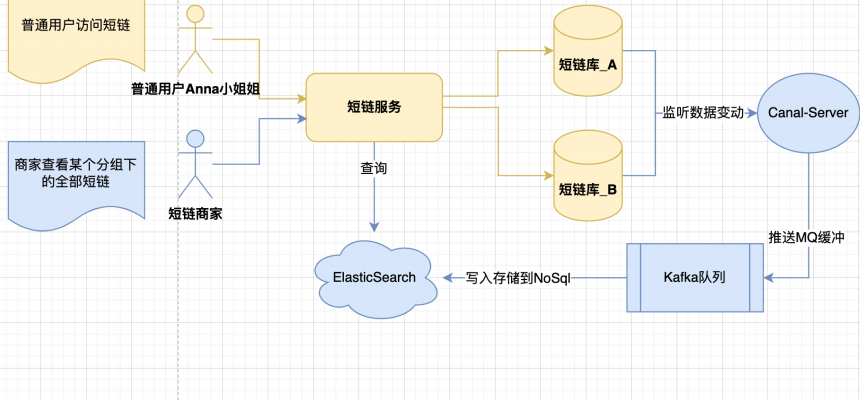 普通用户访问短链
普通用户Anna小姐姐
商家查看某个分组下
的全部短链
短链商家
短链服务
查询
短链库_A
短链库_B
监听数据变动
Canal-Server
推送MQ缓冲
Kafka队列
写入存储到NoSql
ElasticSearch